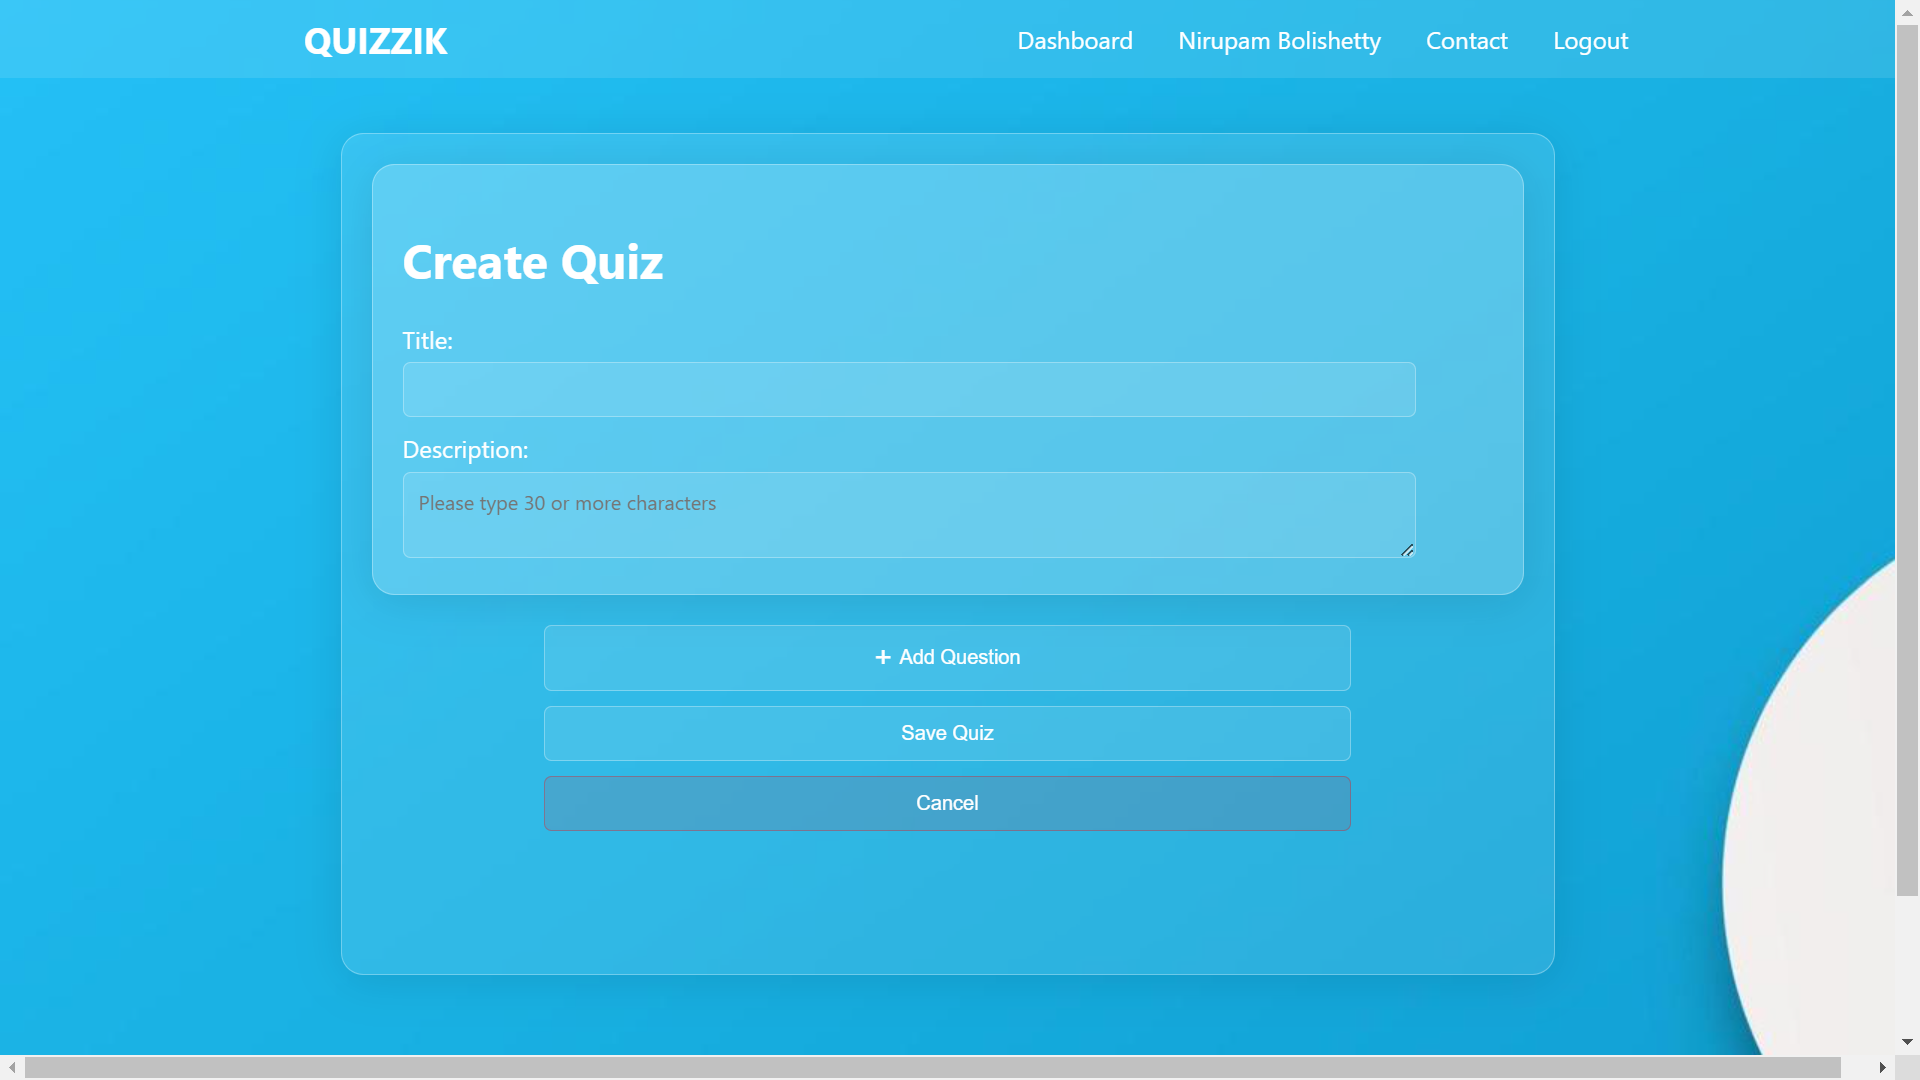 QUIZZIK
Dashboard
Nirupam Bolishetty
Contact
Logout
Create Quiz
Title:
Description:
Please type 30 or more characters
+ Add Question
Save Quiz
Cancel